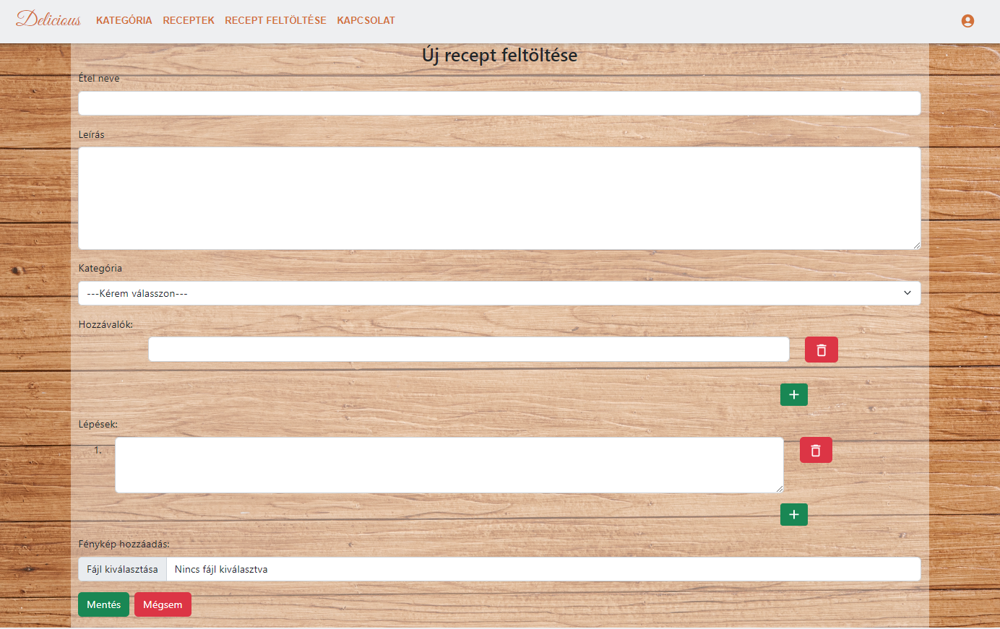 Delicious KATEGÓRIA RECEPTEK RECEPT FELTÖLTÉSE KAPCSOLAT
Új recept feltöltése
Étel neve
Leírás
Kategória
---Kérem válasszon---
Hozzávalók:
Lépések:
1.
Fénykép hozzáadás:
Fájl kiválasztása Nincs fájl kiválasztva
Mentés Mégsem